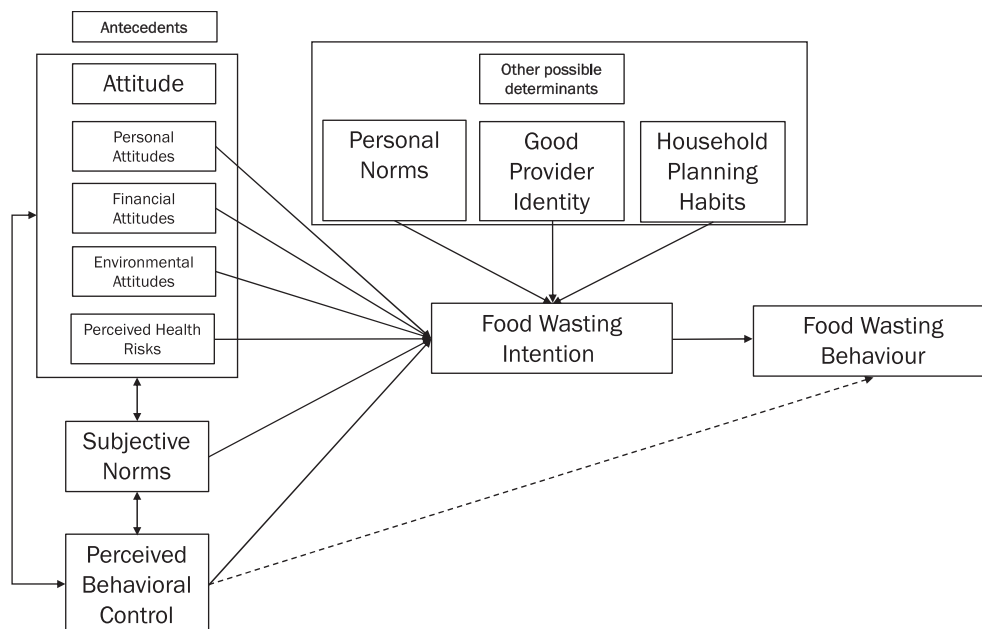 Antecedents
Attitude
Personal
Attitudes
Financial
Attitudes
Environmental
Attitudes
Perceived Health
Risks
Subjective
Norms
Perceived
Behavioral
Control
Other possible
determinants
Personal
Norms
Good
Provider
Identity
Household
Planning
Habits
Food Wasting
Intention
Food Wasting
Behaviour